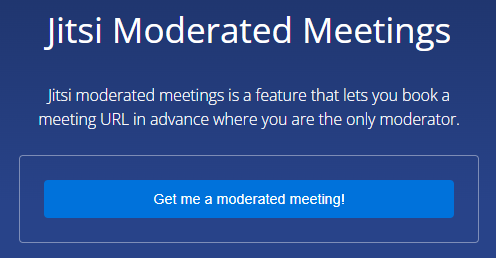 Jitsi Moderated Meetings
Jitsi moderated meetings is a feature that lets you book a
meeting URL in advance where you are the only moderator.
Get me a moderated meeting!